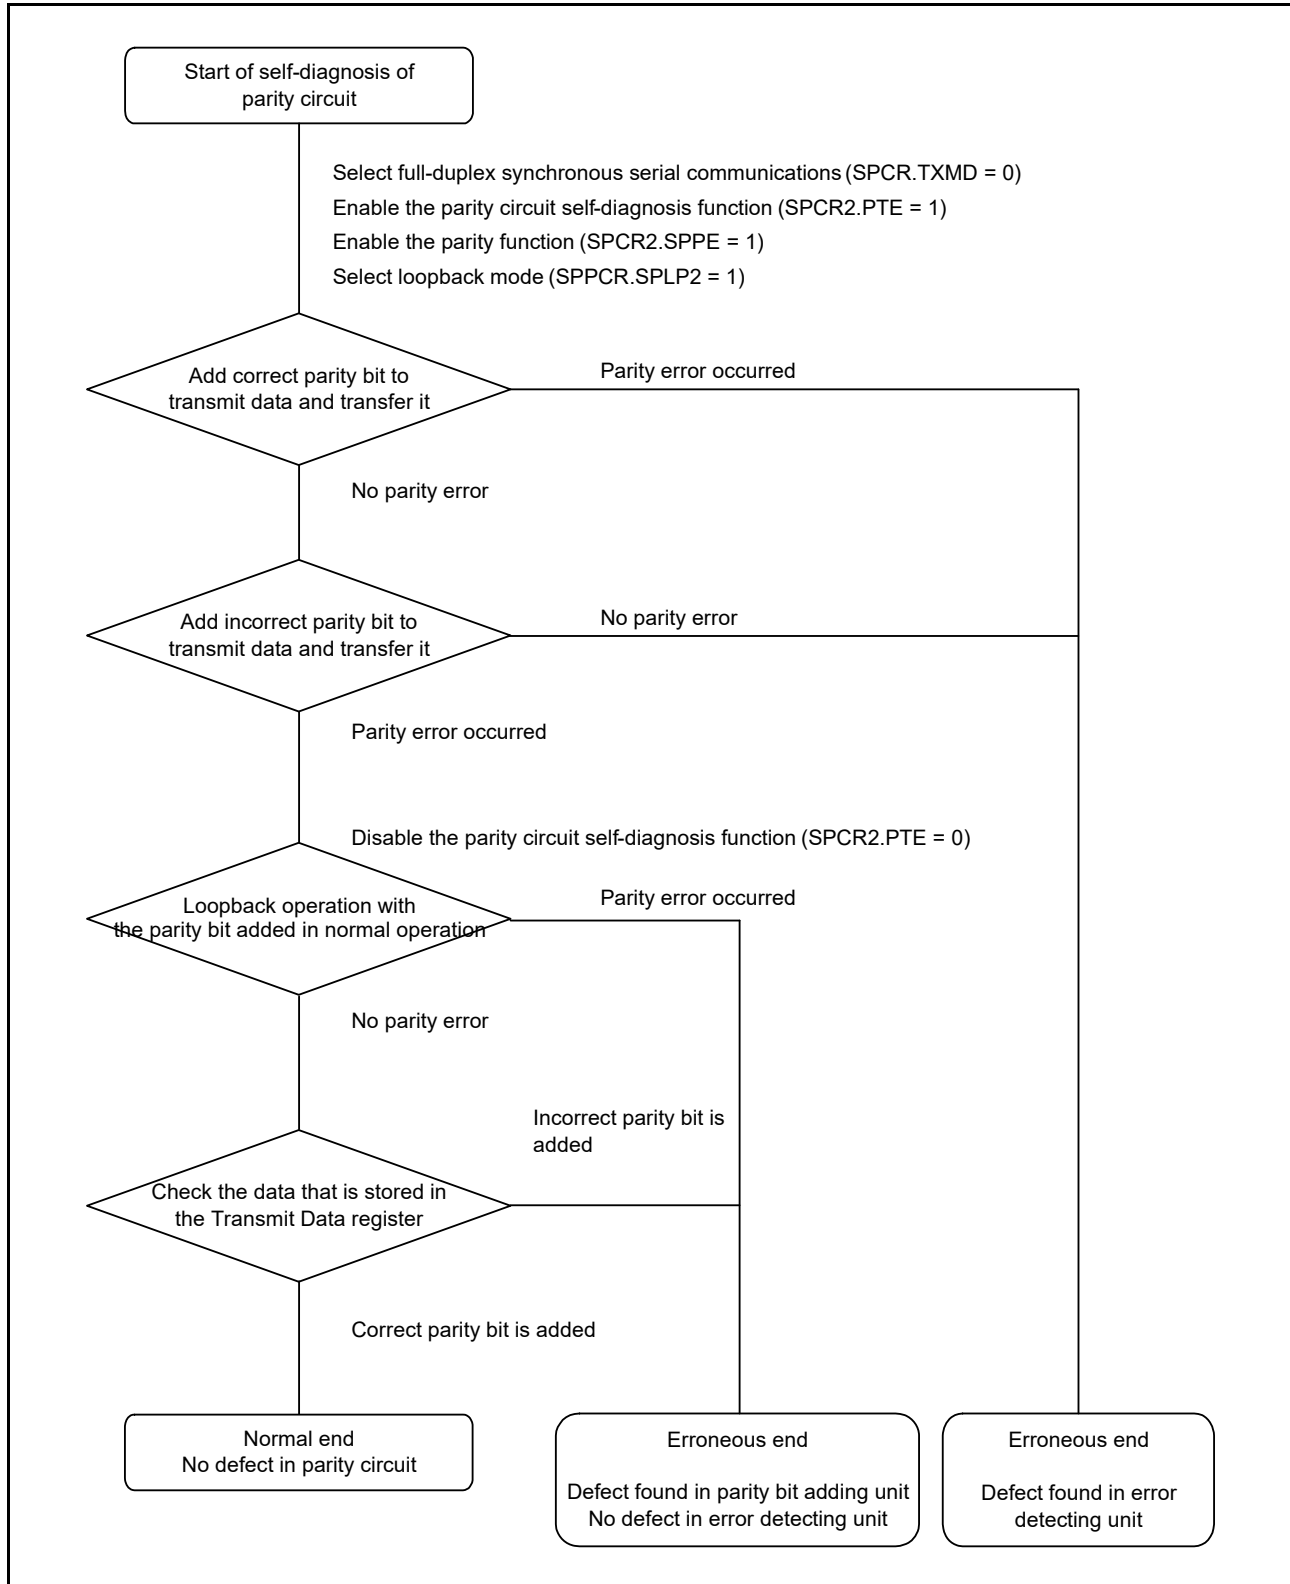 Start of self-diagnosis of
parity circuit
Select full-duplex synchronous serial communications (SPCR.TXMD = 0)
Enable the parity circuit self-diagnosis function (SPCR2.PTE = 1)
Enable the parity function (SPCR2.SPPE = 1)
Select loopback mode (SPPCR.SPLP2 = 1)
Add correct parity bit to
transmit data and transfer it
Parity error occurred
No parity error
Add incorrect parity bit to
transmit data and transfer it
No parity error
Parity error occurred
Disable the parity circuit self-diagnosis function (SPCR2.PTE = 0)
Loopback operation with
the parity bit added in normal operation
Parity error occurred
No parity error
Incorrect parity bit is
added
Check the data that is stored in
the Transmit Data register
Correct parity bit is added
Normal end
No defect in parity circuit
Erroneous end
Defect found in parity bit adding unit
No defect in error detecting unit
Erroneous end
Defect found in error
detecting unit